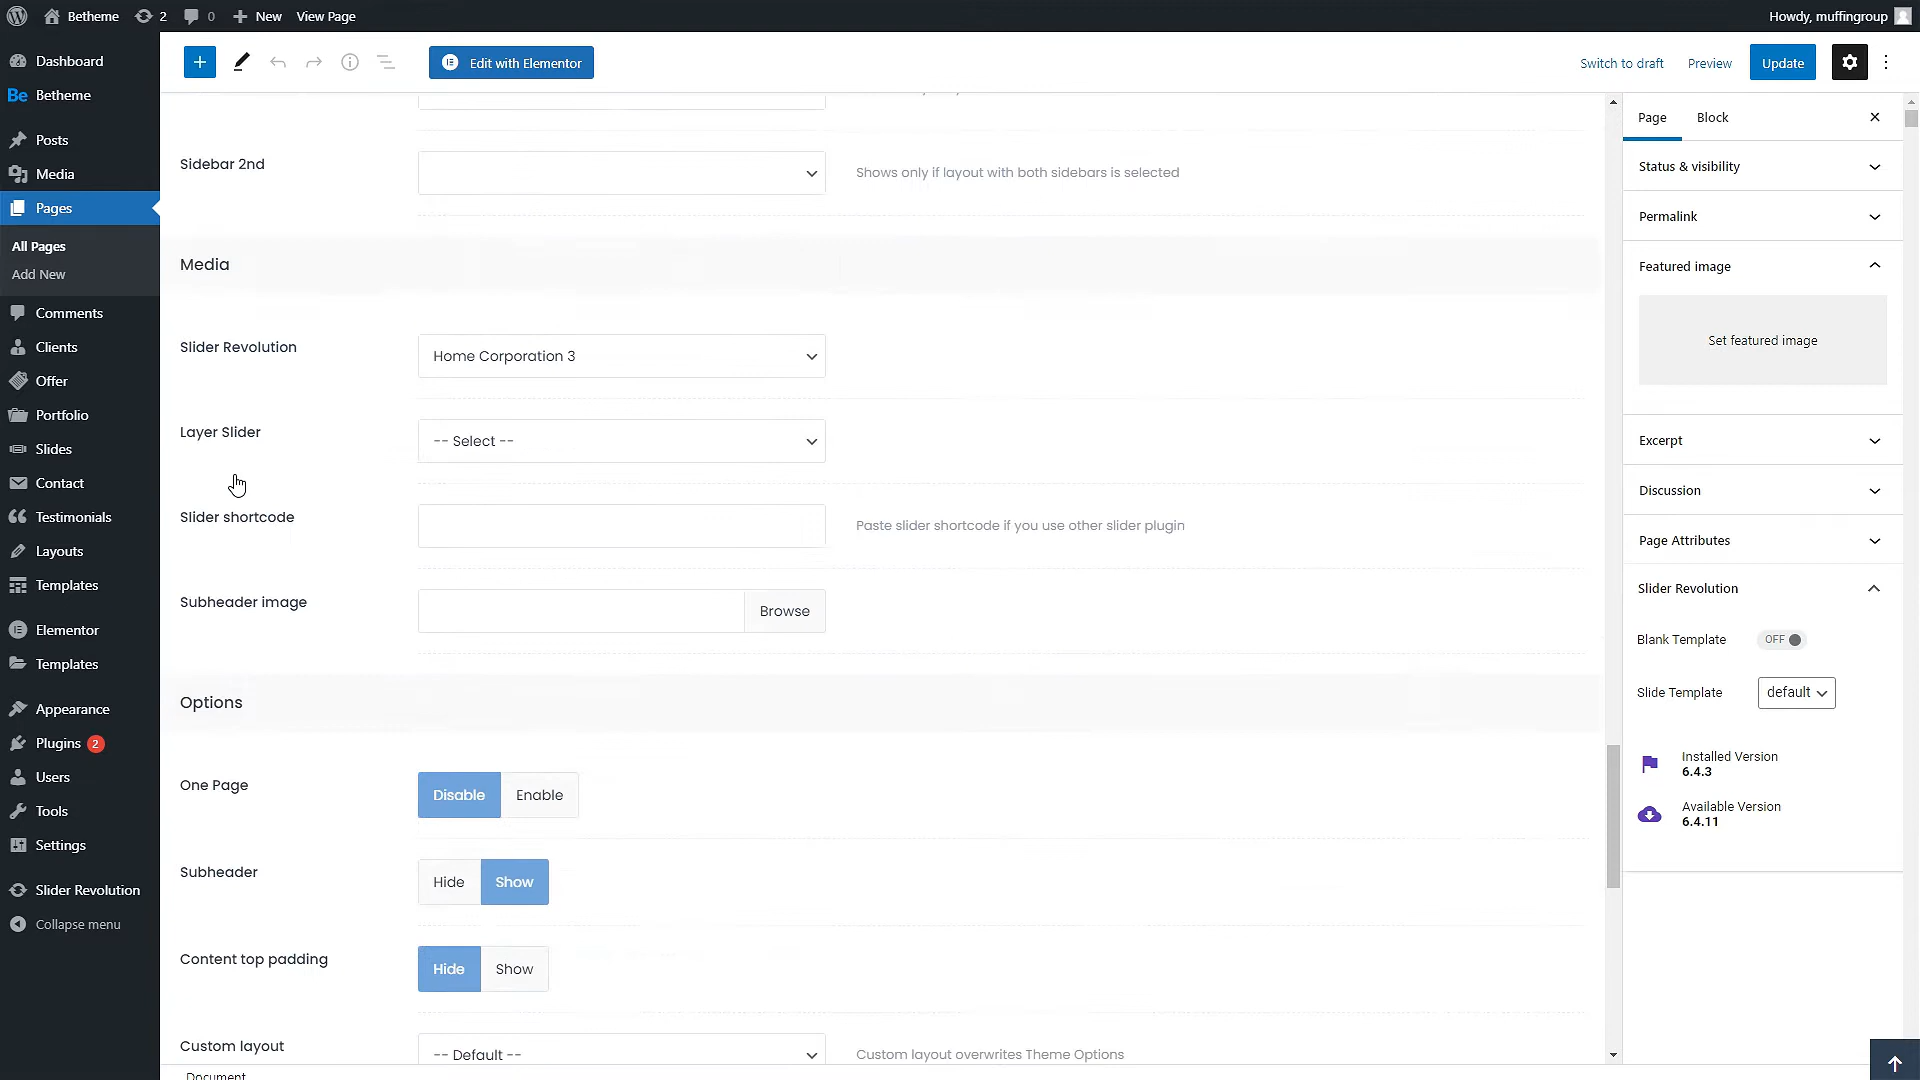 Betheme 2 0 New View Page Howdy, muffingroup
Dashboard
Be Betheme
Posts
Media
Pages
All Pages
Add New
Comments
Clients
Offer
Portfolio
Slides
Contact
Testimonials
Layouts
Templates
Elementor
Templates
Appearance
Plugins 2
Users
Tools
Settings
Slider Revolution
Collapse menu
Edit with Elementor
Switch to draft Preview Update
Sidebar 2nd Shows only if layout with both sidebars is selected
Media
Slider Revolution Home Corporation 3
Layer Slider -- Select --
Slider shortcode Paste slider shortcode if you use other slider plugin
Subheader image Browse
Options
One Page Disable Enable
Subheader Hide Show
Content top padding Hide Show
Custom layout -- Default -- Custom layout overwrites Theme Options
Document
Page Block
Status & visibility
Permalink
Featured image
Set featured image
Excerpt
Discussion
Page Attributes
Slider Revolution
Blank Template OFF
Slide Template default
Installed Version
6.4.3
Available Version
6.4.11